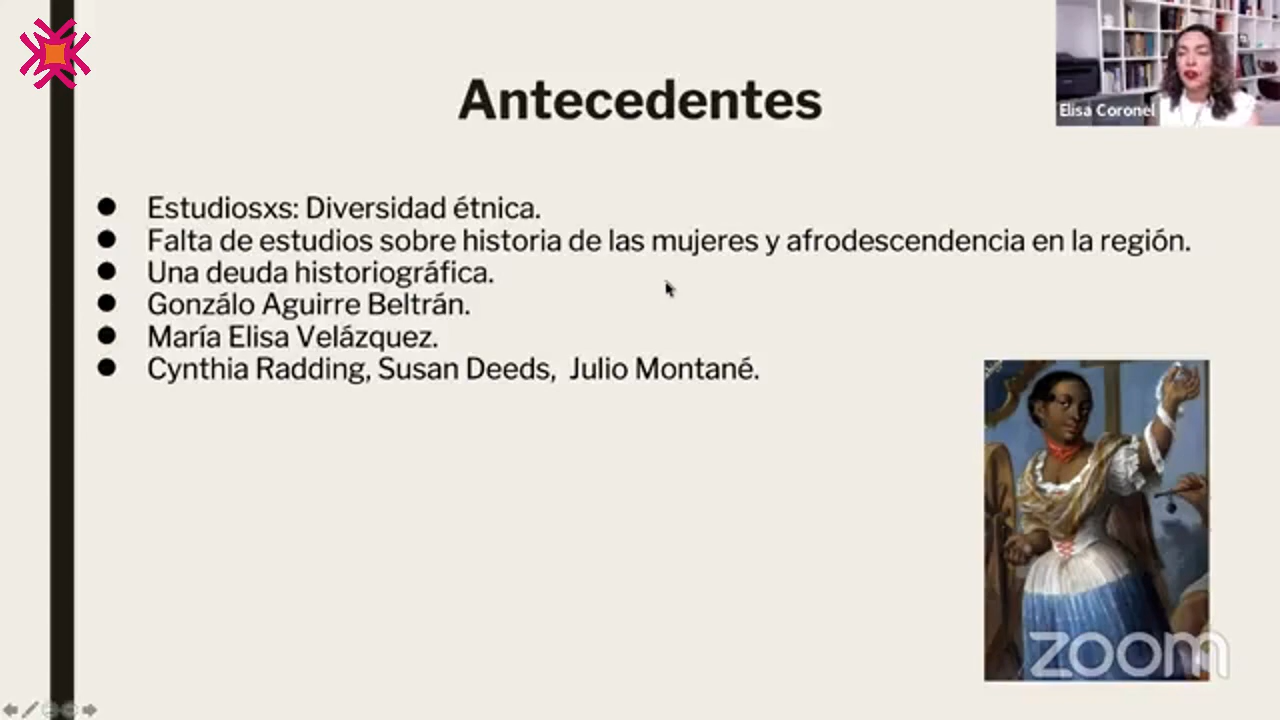 Antecedentes
Elisa Coronel
● Estudiosxs: Diversidad étnica.
● Falta de estudios sobre historia de las mujeres y afrodescendencia en la región.
● Una deuda historiográfica.
● Gonzálo Aguirre Beltrán.
● María Elisa Velázquez.
● Cynthia Radding, Susan Deeds, Julio Montané.
zoom